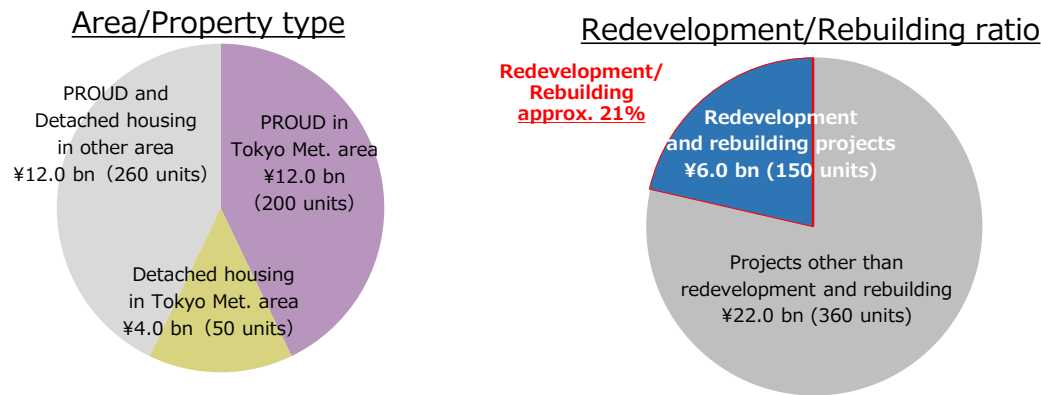 Area/Property type
PROUD and
Detached housing
in other area
¥12.0 bn (260 units)
PROUD in
Tokyo Met. area
¥12.0 bn
(200 units)
Detached housing
in Tokyo Met. area
¥4.0 bn (50 units)
Redevelopment/Rebuilding ratio
Redevelopment/
Rebuilding
approx. 21%
Redevelopment
and rebuilding projects
¥6.0 bn (150 units)
Projects other than
redevelopment and rebuilding
¥22.0 bn (360 units)